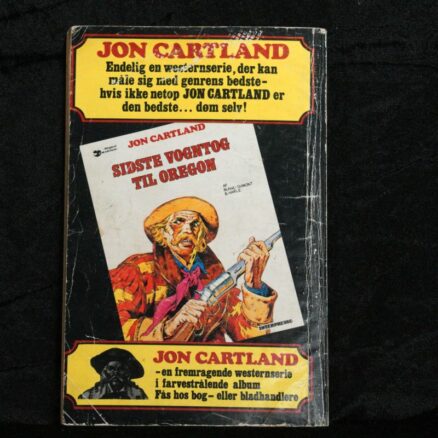 JON CARTLAND
Endelig en westernserie, der kan
måle sig med genrens bedste-
hvis ikke netop JON CARTLAND er
den bedste... døm selv!
JON CARTLAND
SIDSTE VOGNTOG
TIL OREGON
AF
INTERPRESSE
JON CARTLAND
-en fremragende westernserie
i farvestrålende album
Fås hos bog- eller bladhandlere